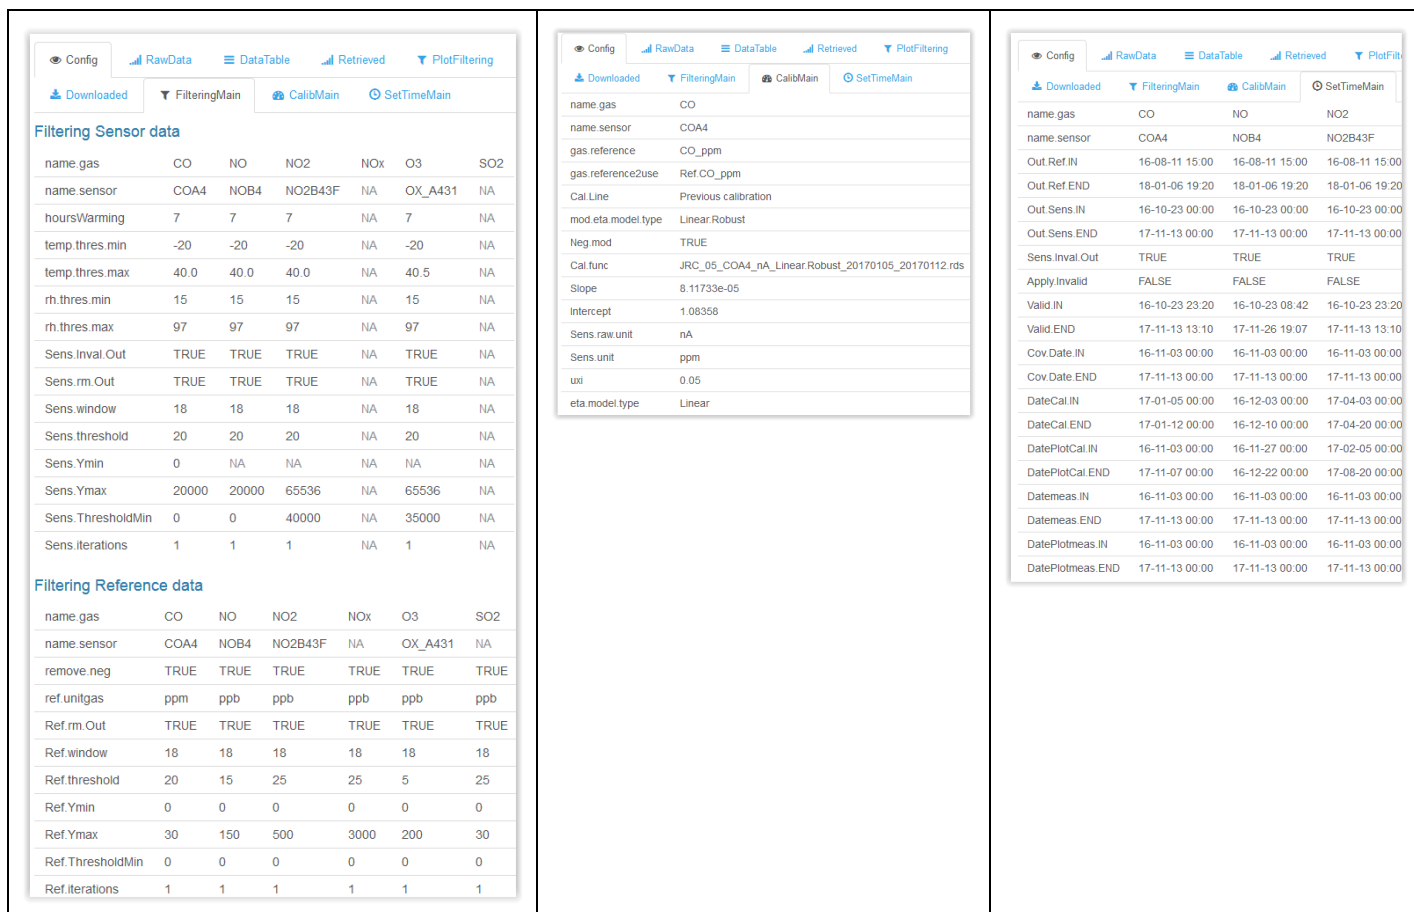 Config RawData DataTable Retrieved PlotFiltering
Downloaded FilteringMain CalibMain SetTimeMain
Filtering Sensor data
name.gas CO NO NO2 NOx O3 SO2
name.sensor COA4 NOB4 NO2B43F NA OX_A431 NA
hoursWarming 7 7 7 NA 7 NA
temp.thres.min -20 -20 -20 NA -20 NA
temp.thres.max 40.0 40.0 40.0 NA 40.5 NA
rh.thres.min 15 15 15 NA 15 NA
rh.thres.max 97 97 97 NA 97 NA
Sens.Inval.Out TRUE TRUE TRUE NA TRUE NA
Sens.rm.Out TRUE TRUE TRUE NA TRUE NA
Sens.window 18 18 18 NA 18 NA
Sens.threshold 20 20 20 NA 20 NA
Sens.Ymin 0 NA NA NA NA NA
Sens.Ymax 20000 20000 65536 NA 65536 NA
Sens.ThresholdMin 0 0 40000 NA 35000 NA
Sens.iterations 1 1 1 NA 1 NA
Filtering Reference data
name.gas CO NO NO2 NOx O3 SO2
name.sensor COA4 NOB4 NO2B43F NA OX_A431 NA
remove.neg TRUE TRUE TRUE TRUE TRUE TRUE
ref.unitgas ppm ppb ppb ppb ppb ppb
Ref.rm.Out TRUE TRUE TRUE TRUE TRUE TRUE
Ref.window 18 18 18 18 18 18
Ref.threshold 20 15 25 25 5 25
Ref.Ymin 0 0 0 0 0 0
Ref.Ymax 30 150 500 3000 200 30
Ref.ThresholdMin 0 0 0 0 0 0
Ref.iterations 1 1 1 1 1 1
Config RawData DataTable Retrieved PlotFiltering
Downloaded FilteringMain CalibMain SetTimeMain
name.gas CO
name.sensor COA4
gas.reference CO_ppm
gas.reference2use Ref.CO_ppm
Cal.Line Previous calibration
mod.eta.model.type Linear.Robust
Neg.mod TRUE
Cal.func JRC_05_COA4_nA_Linear.Robust_20170105_20170112.rds
Slope 8.11733e-05
Intercept 1.08358
Sens.raw.unit nA
Sens.unit ppm
uxi 0.05
eta.model.type Linear
Config RawData DataTable Retrieved PlotFilt
Downloaded FilteringMain CalibMain SetTimeMain
name.gas CO NO NO2
name.sensor COA4 NOB4 NO2B43F
Out.Ref.IN 16-08-11 15:00 16-08-11 15:00 16-08-11 15:00
Out.Ref.END 18-01-06 19:20 18-01-06 19:20 18-01-06 19:20
Out.Sens.IN 16-10-23 00:00 16-10-23 00:00 16-10-23 00:00
Out.Sens.END 17-11-13 00:00 17-11-13 00:00 17-11-13 00:00
Sens.Inval.Out TRUE TRUE TRUE
Apply.Invalid FALSE FALSE FALSE
Valid.IN 16-10-23 23:20 16-10-23 08:42 16-10-23 23:20
Valid.END 17-11-13 13:10 17-11-26 19:07 17-11-13 13:10
Cov.Date.IN 16-11-03 00:00 16-11-03 00:00 16-11-03 00:00
Cov.Date.END 17-11-13 00:00 17-11-13 00:00 17-11-13 00:00
DateCal.IN 17-01-05 00:00 16-12-03 00:00 17-04-03 00:00
DateCal.END 17-01-12 00:00 16-12-10 00:00 17-04-20 00:00
DatePlotCal.IN 16-11-03 00:00 16-11-27 00:00 17-02-05 00:00
DatePlotCal.END 17-11-07 00:00 16-12-22 00:00 17-08-20 00:00
Datemeas.IN 16-11-03 00:00 16-11-03 00:00 16-11-03 00:00
Datemeas.END 17-11-13 00:00 17-11-13 00:00 17-11-13 00:00
DatePlotmeas.IN 16-11-03 00:00 16-11-03 00:00 16-11-03 00:00
DatePlotmeas.END 17-11-13 00:00 17-11-13 00:00 17-11-13 00:00